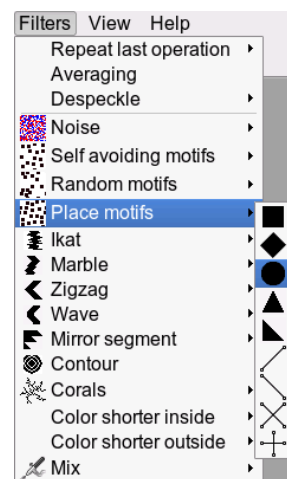 Filters View Help
Repeat last operation
Averaging
Despeckle
Noise
Self avoiding motifs
Random motifs
Place motifs
Ikat
Marble
Zigzag
Wave
Mirror segment
Contour
Corals
Color shorter inside
Color shorter outside
Mix